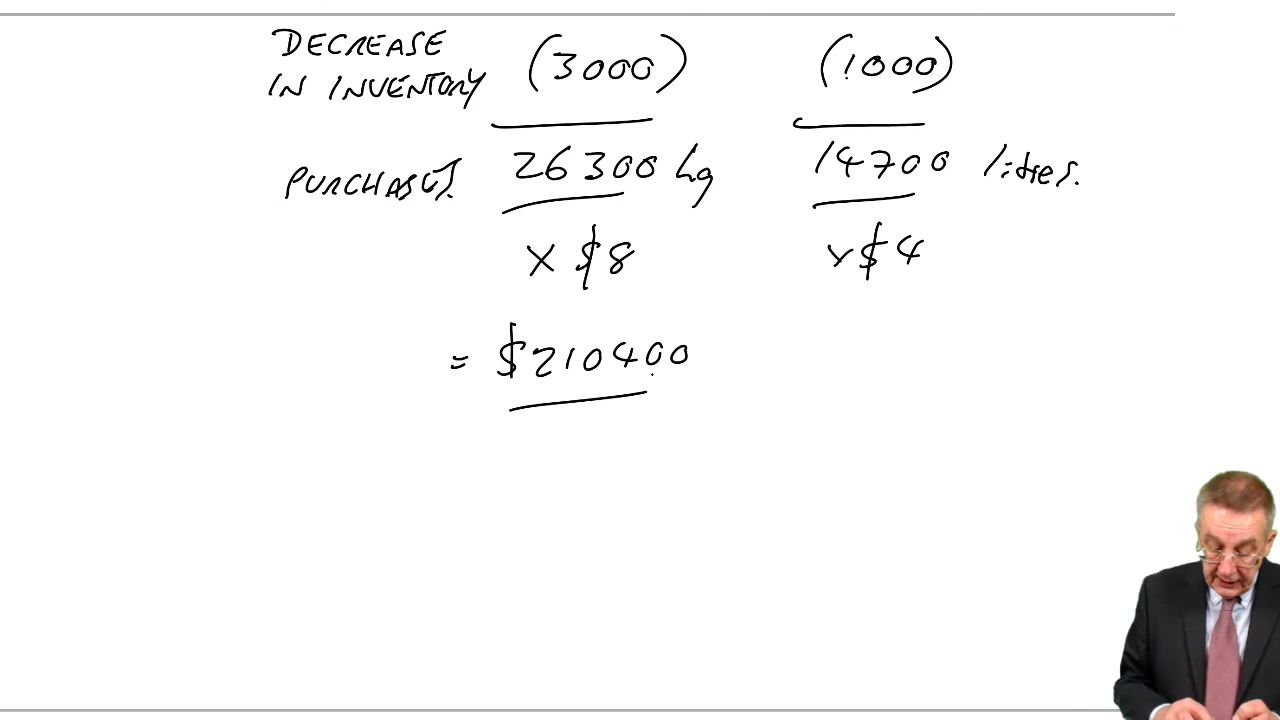 DECREASE
IN INVENTORY (3000) (1000)
PURCHASES. 26300 kg 14700 litres.
x $8 x $4
= $210400